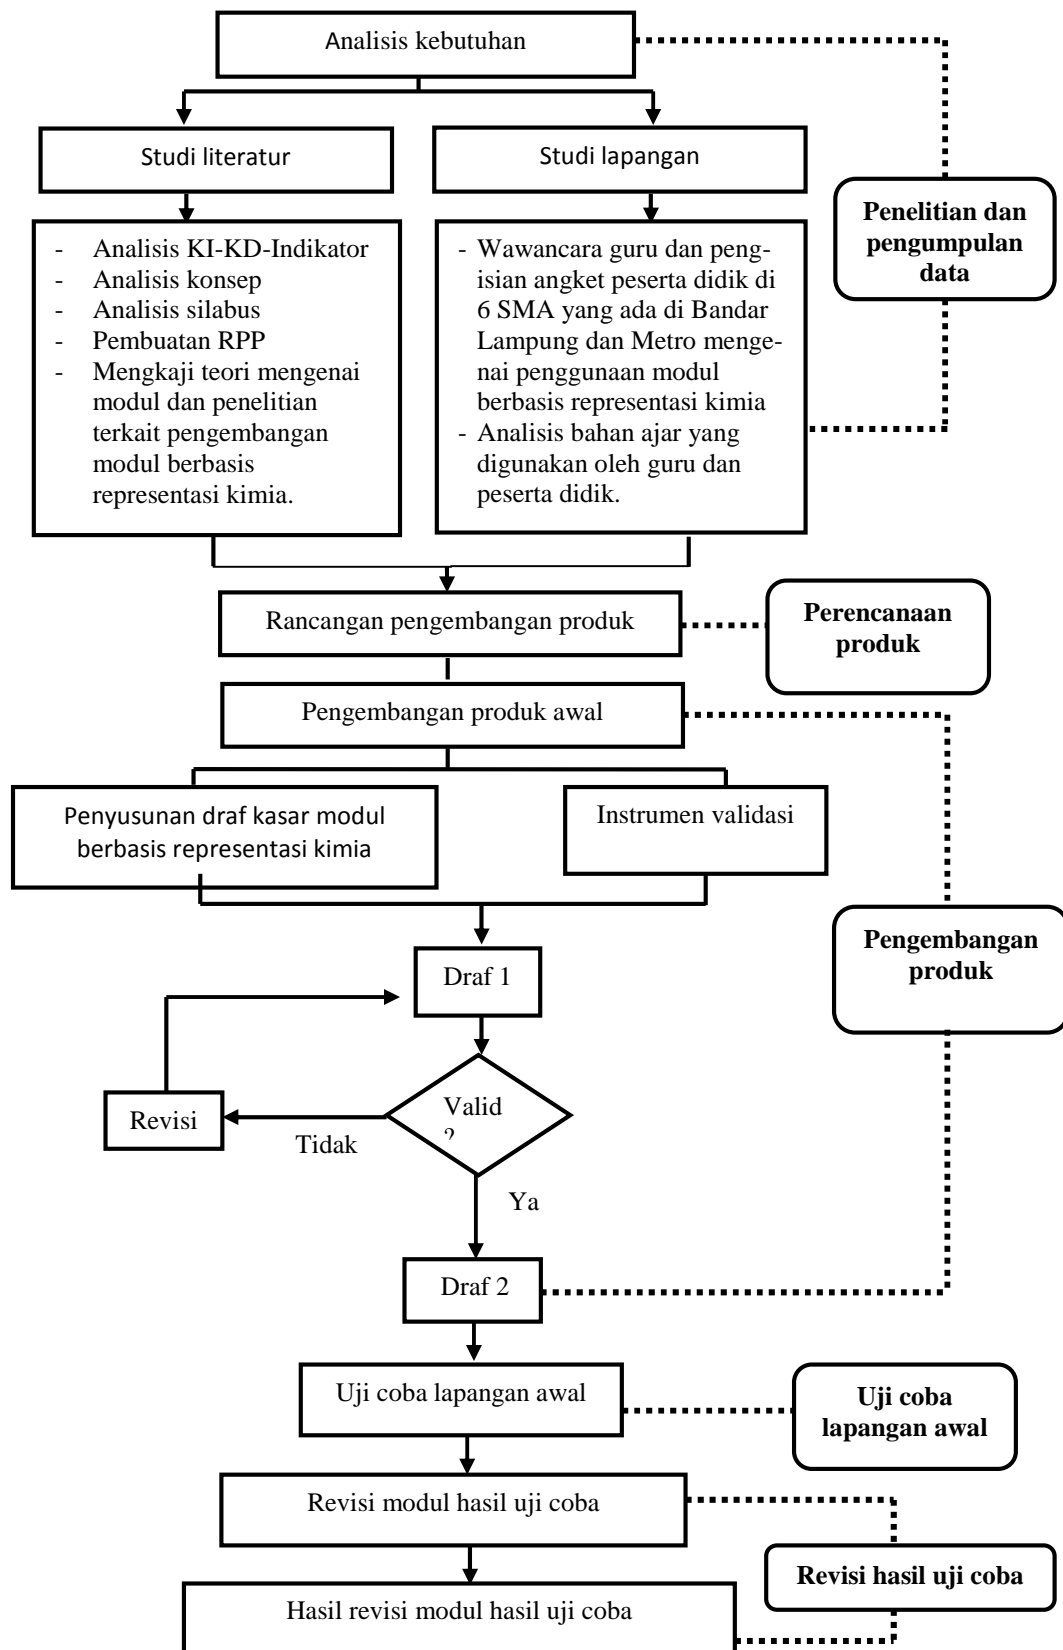 Analisis kebutuhan
Studi literatur
Studi lapangan
- Analisis KI-KD-Indikator
- Analisis konsep
- Analisis silabus
- Pembuatan RPP
- Mengkaji teori mengenai
modul dan penelitian
terkait pengembangan
modul berbasis
representasi kimia.
- Wawancara guru dan peng-
isian angket peserta didik di
6 SMA yang ada di Bandar
Lampung dan Metro menge-
nai penggunaan modul
berbasis representasi kimia
- Analisis bahan ajar yang
digunakan oleh guru dan
peserta didik.
Penelitian dan
pengumpulan
data
Rancangan pengembangan produk
Perencanaan
produk
Pengembangan produk awal
Penyusunan draf kasar modul
berbasis representasi kimia
Instrumen validasi
Pengembangan
produk
Draf 1
Valid
?
Revisi
Tidak
Ya
Draf 2
Uji coba lapangan awal
Uji coba
lapangan awal
Revisi modul hasil uji coba
Revisi hasil uji coba
Hasil revisi modul hasil uji coba